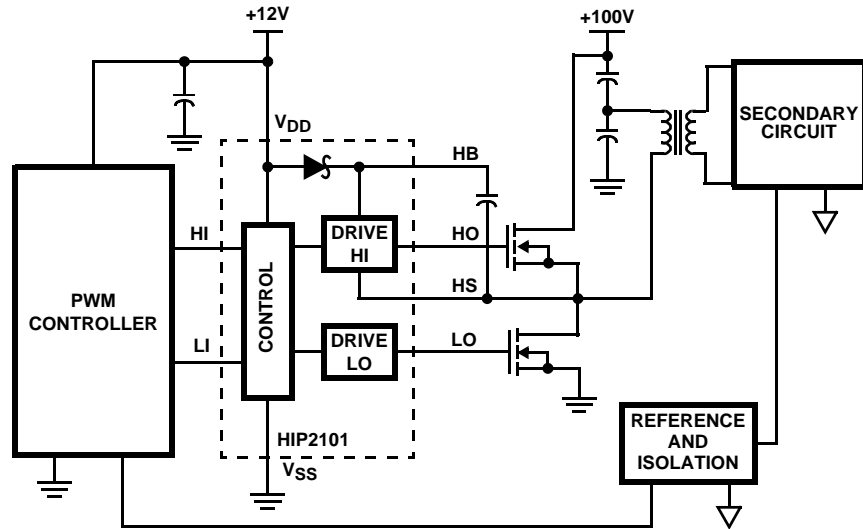 +12V
+100V
VDD
HB
SECONDARY
CIRCUIT
HI
DRIVE
HI
HO
PWM
CONTROLLER
CONTROL
HS
LI
DRIVE
LO
LO
HIP2101
VSS
REFERENCE
AND
ISOLATION